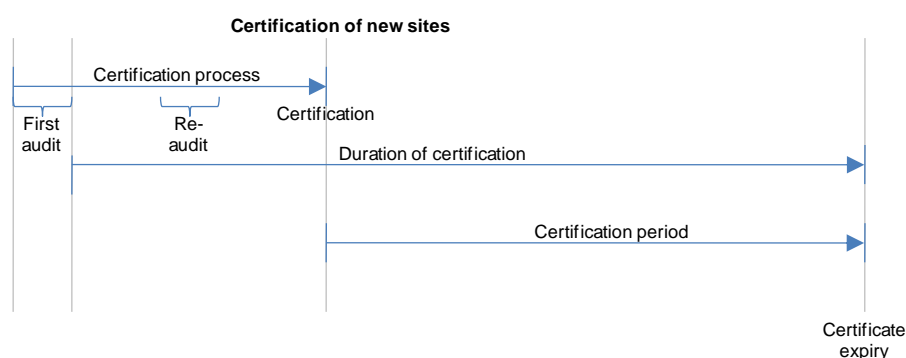 Certification of new sites
Certification process
Certification
First
audit
Re-
audit
Duration of certification
Certification period
Certificate
expiry